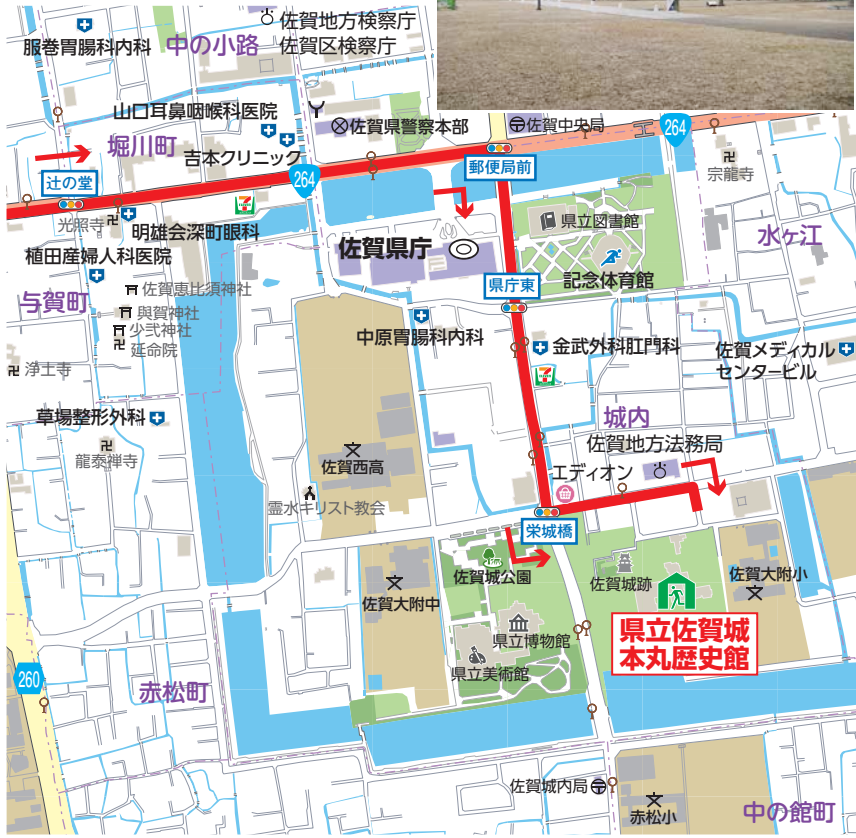 佐賀地方検察庁
佐賀区検察庁
服巻胃腸科内科
中の小路
山口耳鼻咽喉科医院
佐賀県警察本部
佐賀中央局
264
堀川町
吉本クリニック
郵便局前
宗龍寺
辻の堂
264
光照寺
明雄会深町眼科
県立図書館
水ヶ江
植田産婦人科医院
佐賀県庁
記念体育館
佐賀恵比須神社
与賀町
與賀神社
県庁東
少弐神社
延命院
中原胃腸科内科
金武外科肛門科
佐賀メディカル
センタービル
浄土寺
草場整形外科
城内
龍泰禅寺
佐賀西高
佐賀地方法務局
エディオン
霊水キリスト教会
栄城橋
佐賀城公園
佐賀城跡
佐賀大附小
佐賀大附中
県立博物館
県立佐賀城
本丸歴史館
県立美術館
260
赤松町
佐賀城内局
赤松小
中の館町